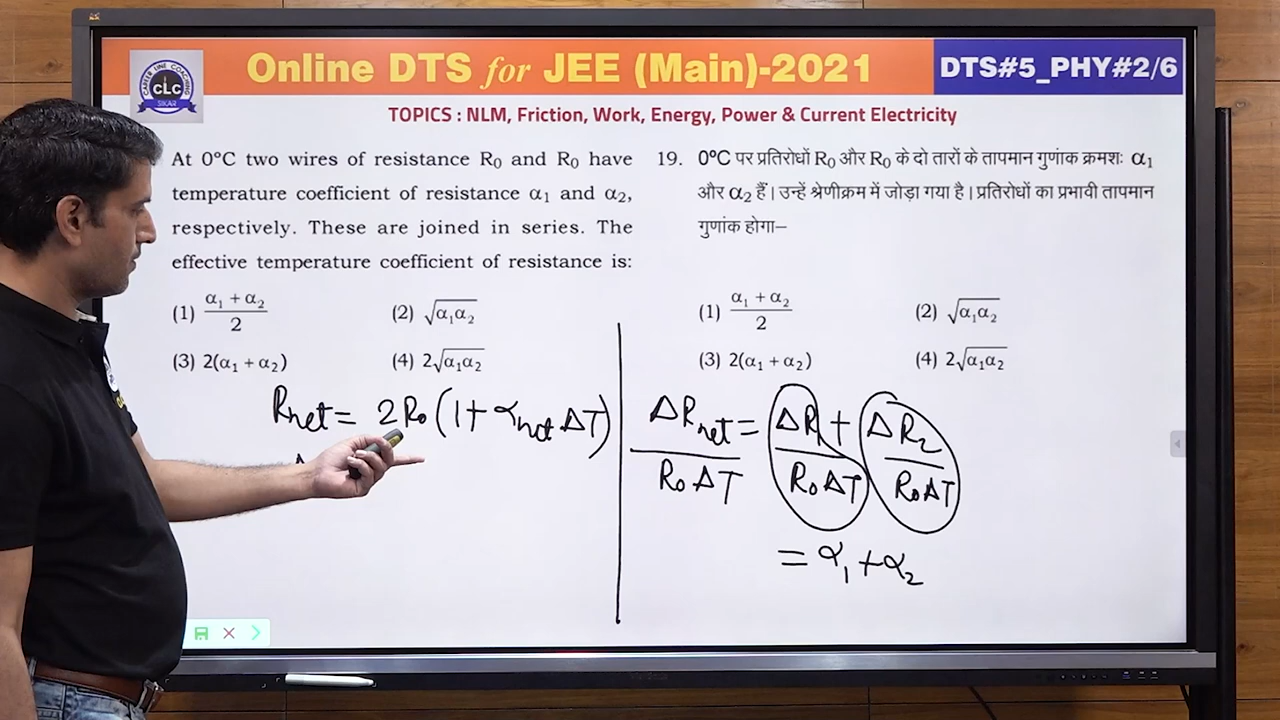 Online DTS for JEE (Main)-2021
DTS#5_PHY#2/6
CAREER LINE COACHING
CLC
SIKAR
TOPICS : NLM, Friction, Work, Energy, Power & Current Electricity
At 0°C two wires of resistance R₀ and R₀ have
temperature coefficient of resistance α₁ and α₂,
respectively. These are joined in series. The
effective temperature coefficient of resistance is:
(1) (α₁ + α₂)/2 (2) √(α₁α₂)
(3) 2(α₁ + α₂) (4) 2√(α₁α₂)
19. 0°C पर प्रतिरोधों R₀ और R₀ के दो तारों के तापमान गुणांक क्रमशः α₁
और α₂ हैं| उन्हें श्रेणीक्रम में जोड़ा गया है| प्रतिरोधों का प्रभावी तापमान
गुणांक होगा–
(1) (α₁ + α₂)/2 (2) √(α₁α₂)
(3) 2(α₁ + α₂) (4) 2√(α₁α₂)
Rnet = 2R₀(1 + αnet ΔT)
ΔRnet/R₀ΔT = ΔR₁/R₀ΔT + ΔR₂/R₀ΔT
= α₁ + α₂